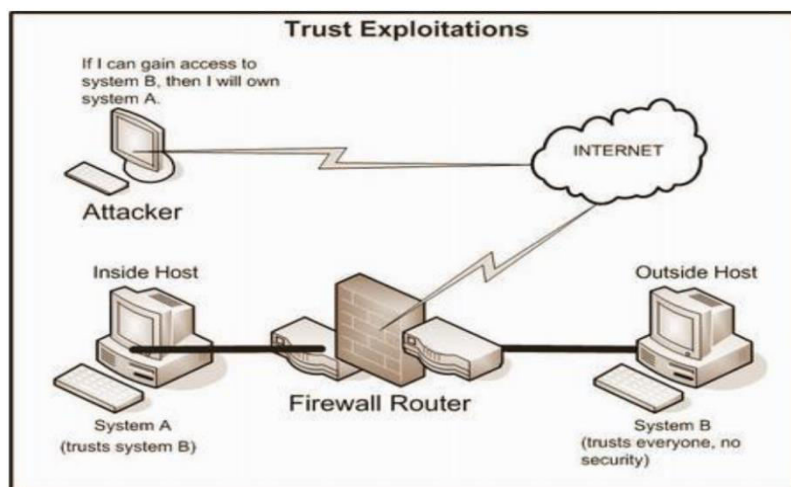 Trust Exploitations
If I can gain access to
system B, then I will own
system A.
INTERNET
Attacker
Inside Host
Outside Host
Firewall Router
System A
(trusts system B)
System B
(trusts everyone, no
security)